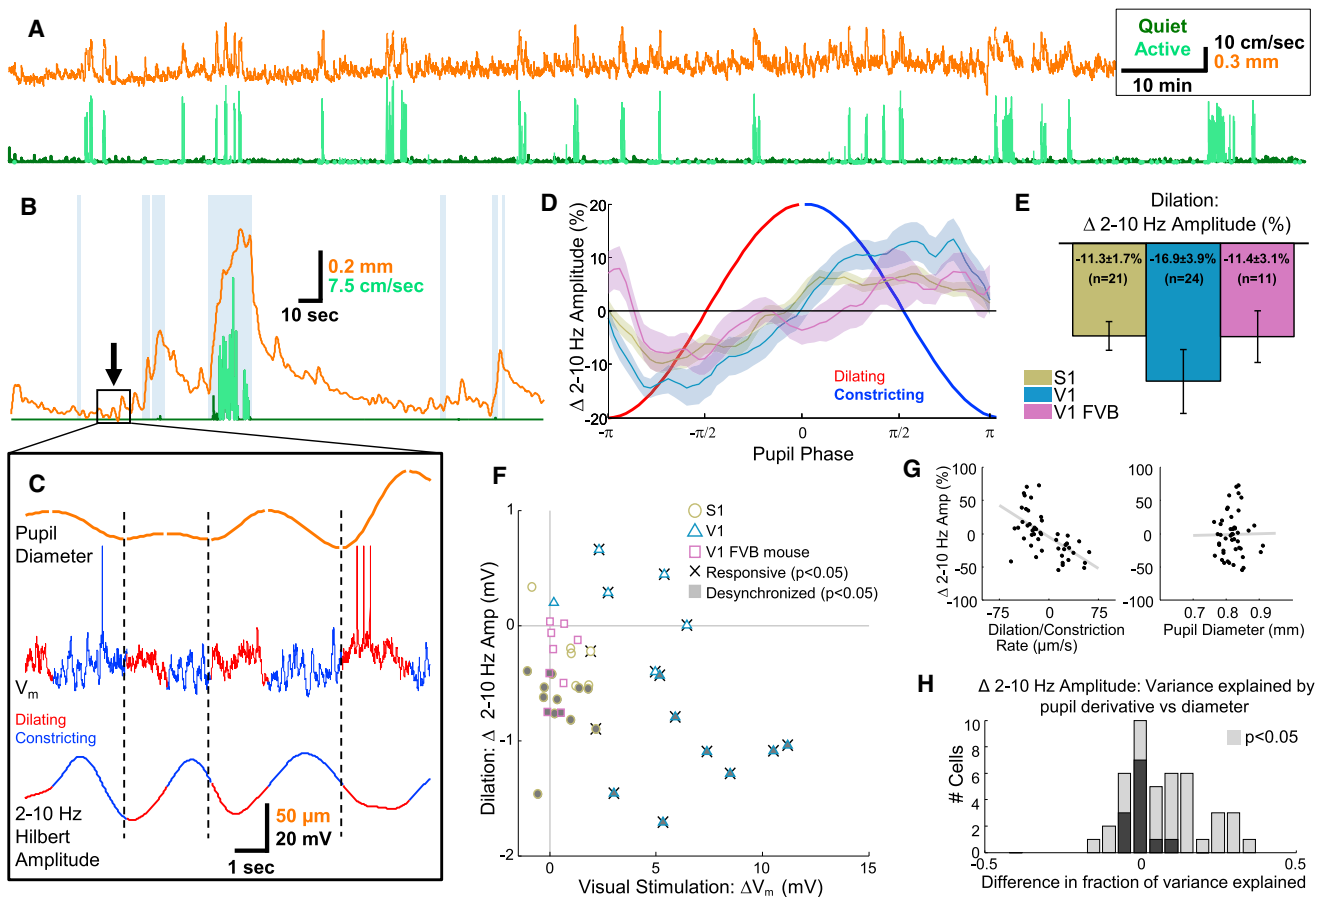 A
Quiet
Active
10 cm/sec
0.3 mm
10 min
B
0.2 mm
7.5 cm/sec
10 sec
C
Pupil
Diameter
Vm
Dilating
Constricting
2-10 Hz
Hilbert
Amplitude
50 µm
20 mV
1 sec
D
Δ 2-10 Hz Amplitude (%)
20
10
0
-10
-20
Dilating
Constricting
-π
-π/2
0
π/2
π
Pupil Phase
E
Dilation:
Δ 2-10 Hz Amplitude (%)
-11.3±1.7%
(n=21)
-16.9±3.9%
(n=24)
-11.4±3.1%
(n=11)
S1
V1
V1 FVB
F
Dilation: Δ 2-10 Hz Amp (mV)
1
0
-1
-2
S1
V1
V1 FVB mouse
Responsive (p<0.05)
Desynchronized (p<0.05)
0
5
10
15
Visual Stimulation: ΔVm (mV)
G
Δ 2-10 Hz Amp (%)
100
50
0
-50
-100
-75
0
75
Dilation/Constriction
Rate (µm/s)
100
50
0
-50
-100
0.7
0.8
0.9
Pupil Diameter (mm)
H
Δ 2-10 Hz Amplitude: Variance explained by
pupil derivative vs diameter
p<0.05
# Cells
10
8
6
4
2
0
-0.5
0
0.5
Difference in fraction of variance explained